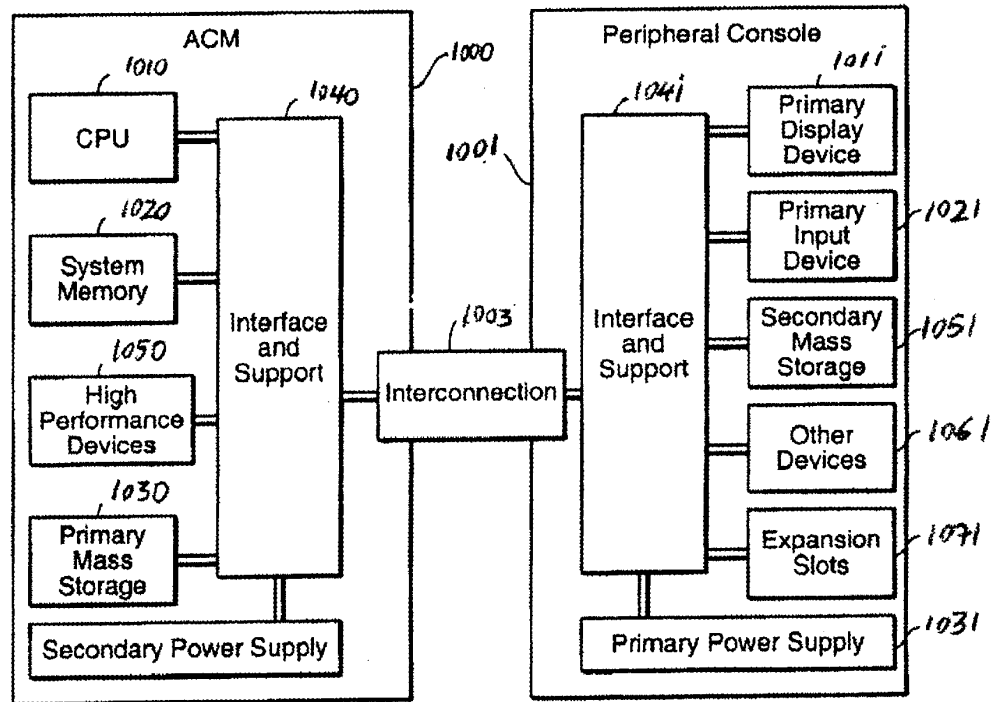 ACM
1000
1010
CPU
1040
1020
System
Memory
1050
High
Performance
Devices
1030
Primary
Mass
Storage
Interface
and
Support
Secondary Power Supply
1003
Interconnection
Peripheral Console
1001
1041
Interface
and
Support
1011
Primary
Display
Device
Primary
Input
Device
1021
Secondary
Mass
Storage
1051
Other
Devices
1061
Expansion
Slots
1071
Primary Power Supply
1031